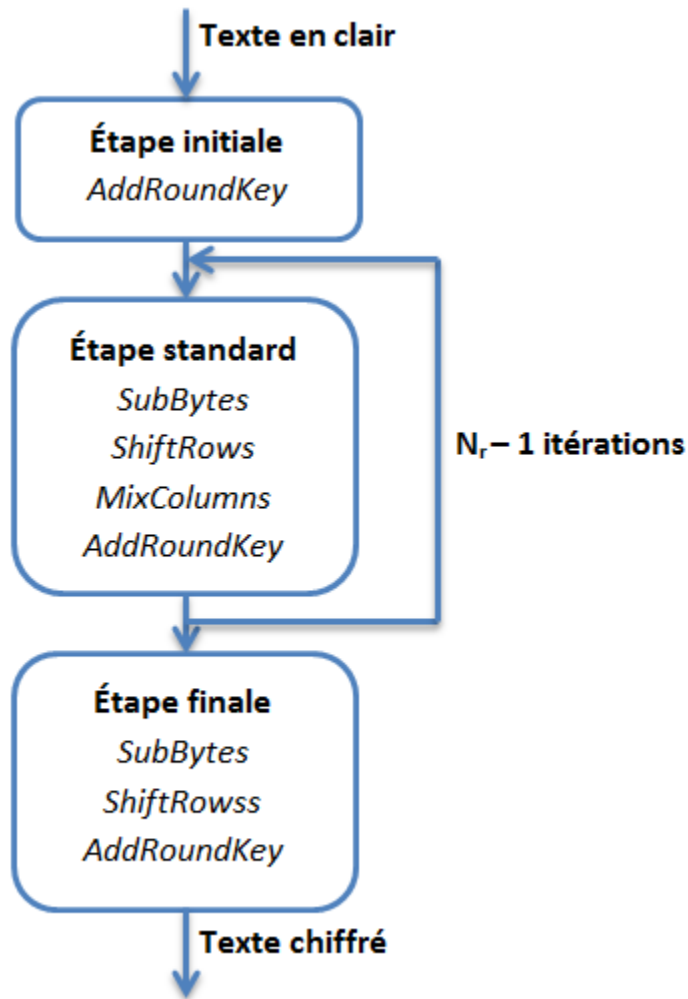 Texte en clair
Étape initiale
AddRoundKey
Étape standard
SubBytes
ShiftRows
MixColumns
AddRoundKey
Nr – 1 itérations
Étape finale
SubBytes
ShiftRowss
AddRoundKey
Texte chiffré